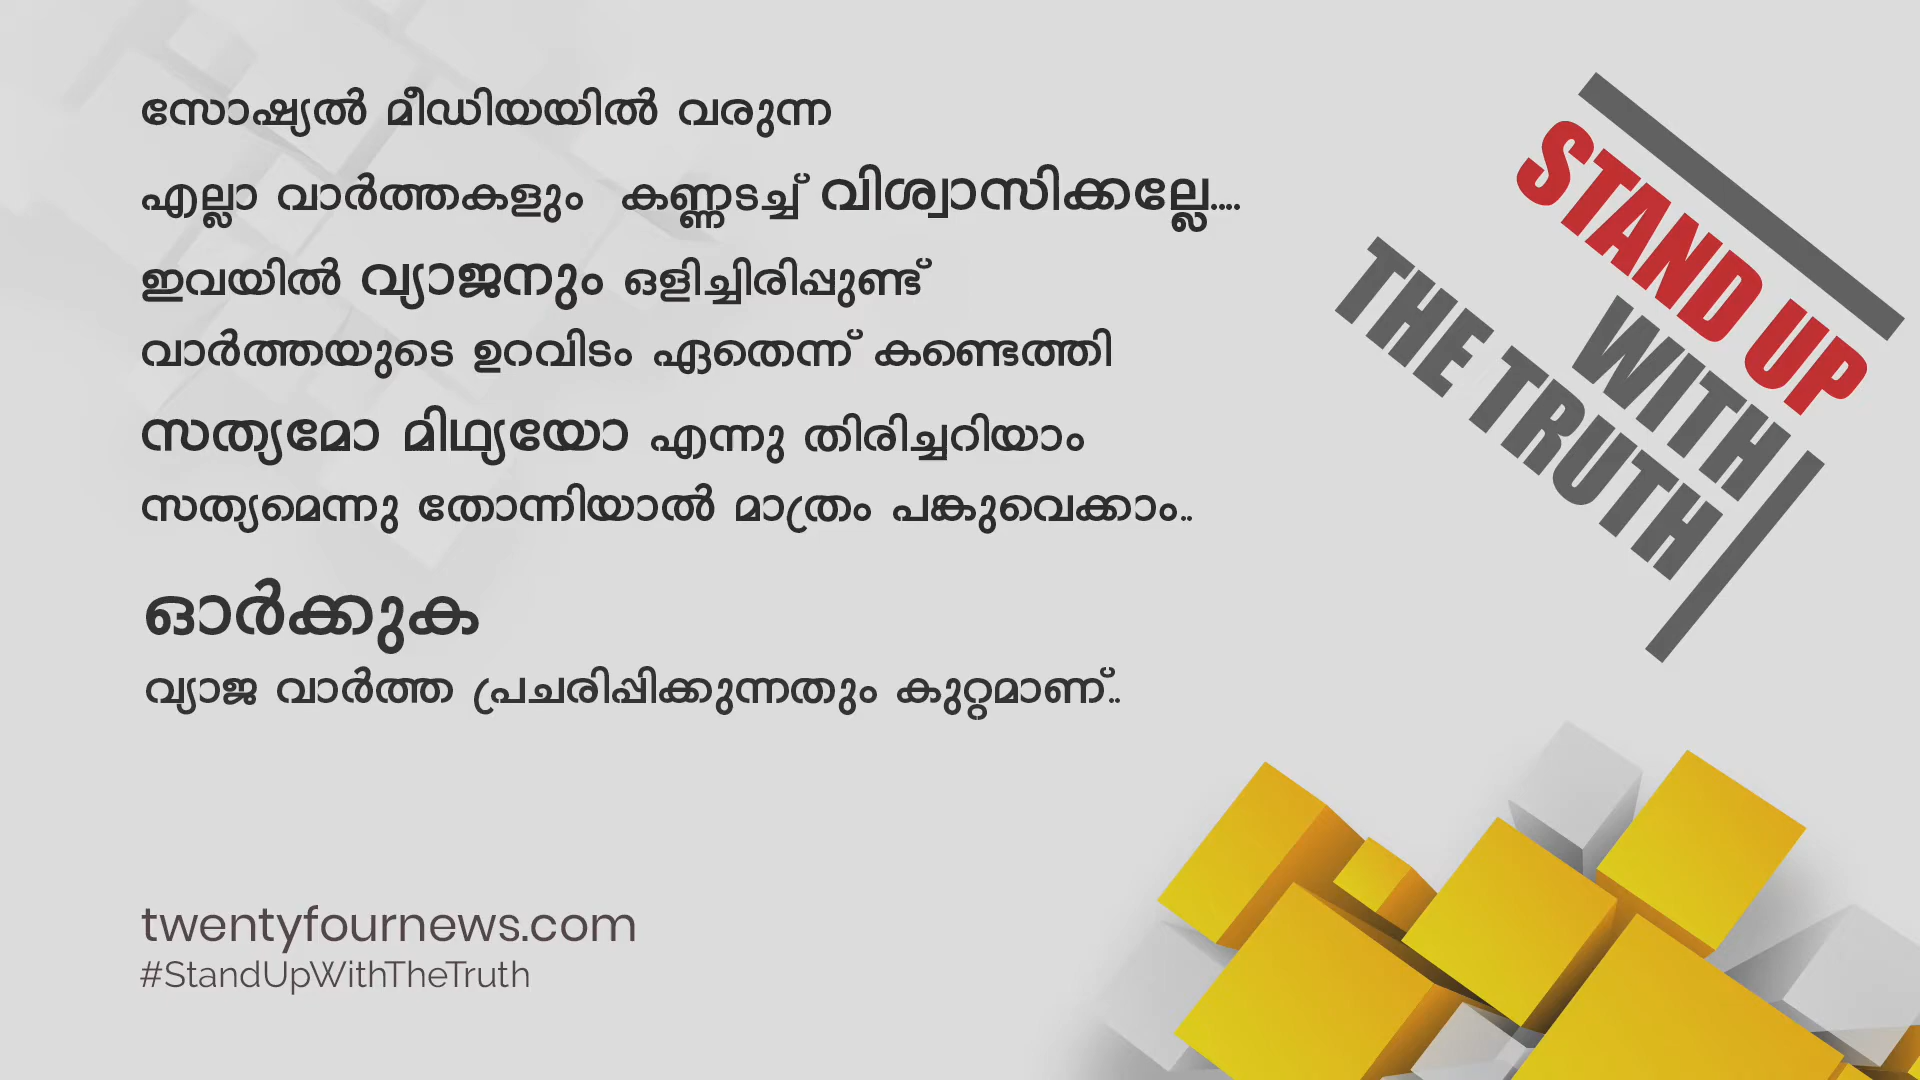 സോഷ്യൽ മീഡിയയിൽ വരുന്ന
എല്ലാ വാർത്തകളും കണ്ണടച്ച് വിശ്വാസിക്കല്ലേ....
ഇവയിൽ വ്യാജനും ഒളിച്ചിരിപ്പുണ്ട്
വാർത്തയുടെ ഉറവിടം ഏതെന്ന് കണ്ടെത്തി
സത്യമോ മിഥ്യയോ എന്നു തിരിച്ചറിയാം
സത്യമെന്നു തോന്നിയാൽ മാത്രം പങ്കുവെക്കാം..
ഓർക്കുക
വ്യാജ വാർത്ത പ്രചരിപ്പിക്കുന്നതും കുറ്റമാണ്..
twentyfournews.com
#StandUpWithTheTruth
STAND UP
WITH
THE TRUTH